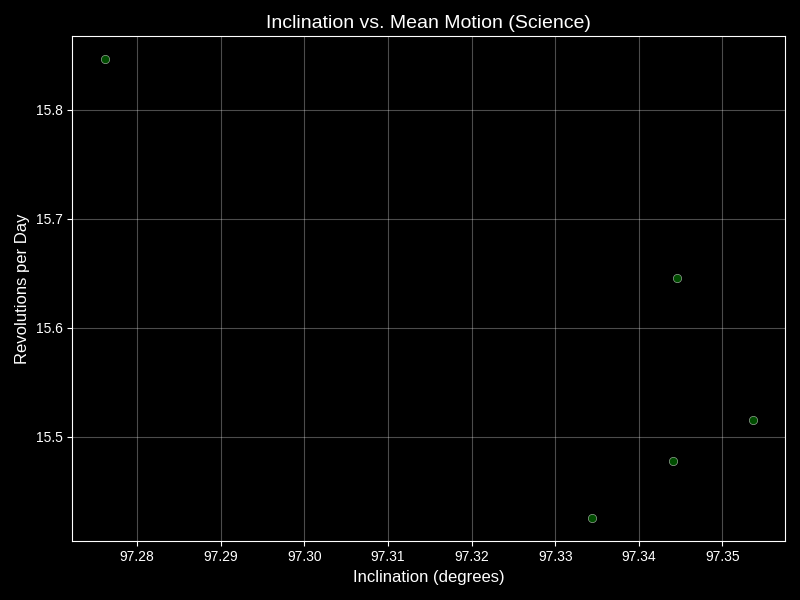 Inclination vs. Mean Motion (Science)
15.8
15.7
15.6
15.5
Revolutions per Day
97.28 97.29 97.30 97.31 97.32 97.33 97.34 97.35
Inclination (degrees)